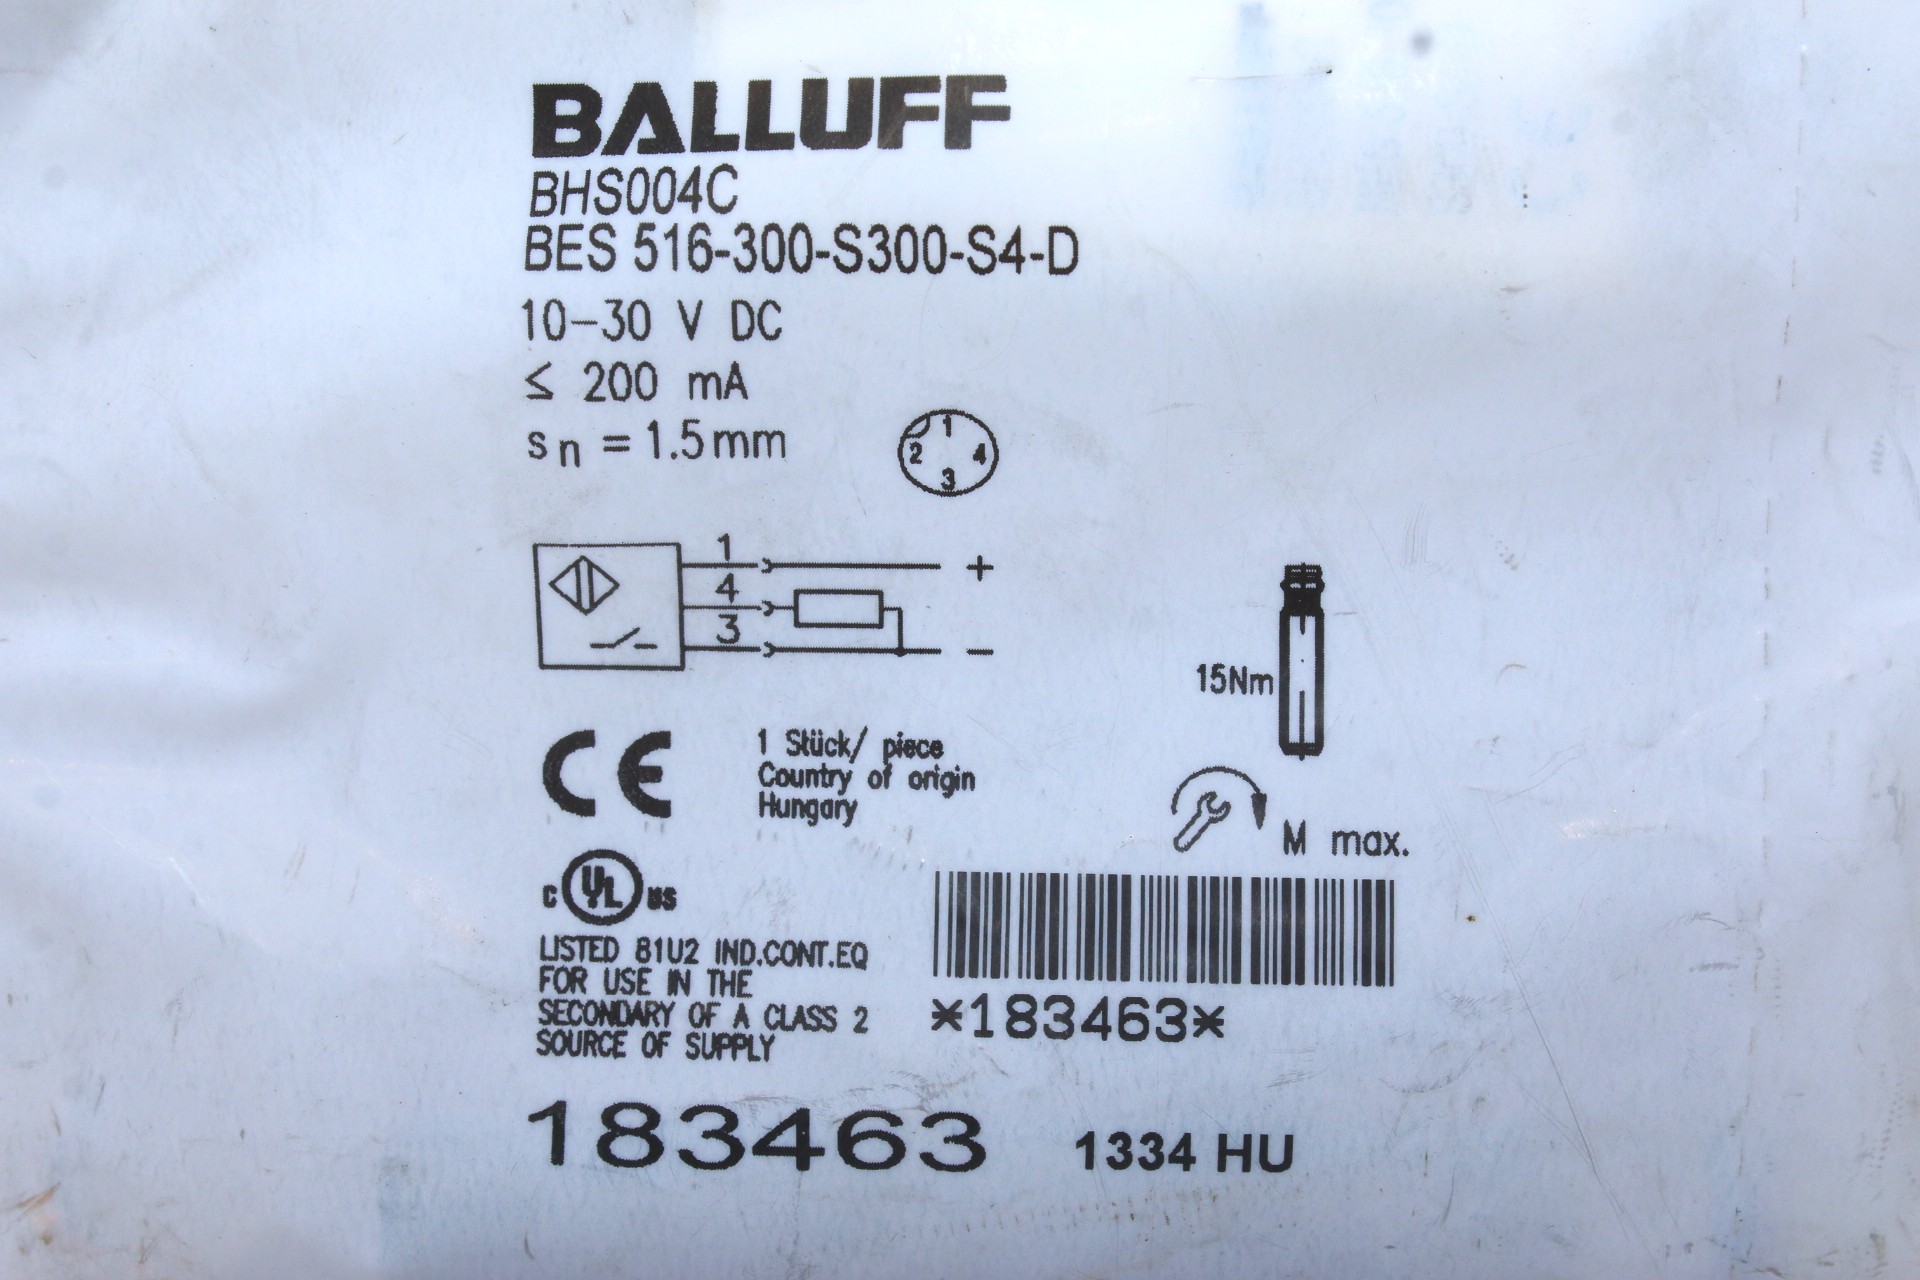 BALLUFF
BHS004C
BES 516-300-S300-S4-D
10-30 V DC
≤ 200 mA
sn = 1.5mm
1
2 4
3
1
+
4
3
-
15Nm
M max.
CE
1 Stück/ piece
Country of origin
Hungary
C UL US
LISTED 81U2 IND.CONT.EQ
FOR USE IN THE
SECONDARY OF A CLASS 2
SOURCE OF SUPPLY
*183463*
183463 1334 HU